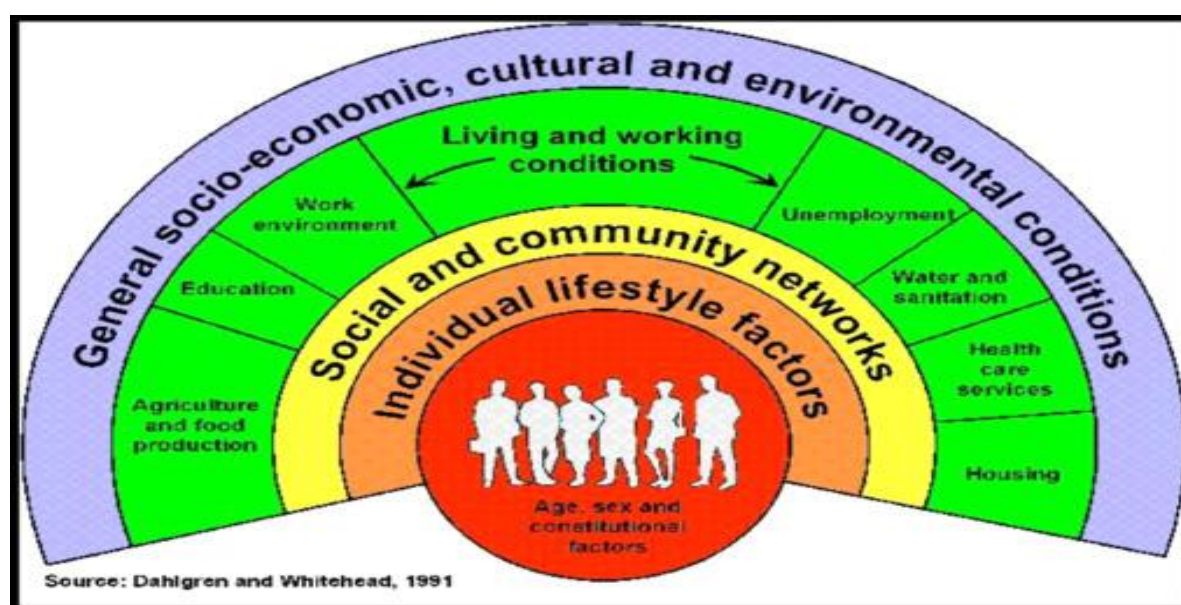 General socio-economic, cultural and environmental conditions
Living and working
conditions
Work
environment
Unemployment
Education
Water and
sanitation
Agriculture
and food
production
Health
care
services
Housing
Social and community networks
Individual lifestyle factors
Age, sex and
constitutional
factors
Source: Dahlgren and Whitehead, 1991